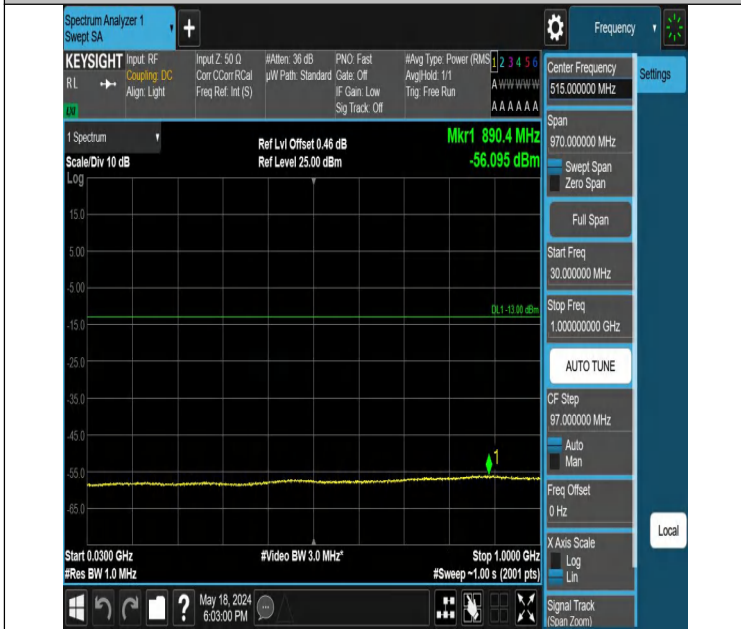 Spectrum Analyzer 1
Swept SA
+
Frequency
KEYSIGHT
RL
Input: RF
Coupling: DC
Align: Light
Input Z: 50 Ω
Corr CCorr RCal
Freq Ref: Int (S)
#Atten: 36 dB
µW Path: Standard
PNO: Fast
Gate: Off
IF Gain: Low
Sig Track: Off
#Avg Type: Power (RMS
Avg|Hold: 1/1
Trig: Free Run
1 2 3 4 5 6
A W W W W W
A A A A A A
1 Spectrum
Scale/Div 10 dB
Log
Ref Lvl Offset 0.46 dB
Ref Level 25.00 dBm
Mkr1 890.4 MHz
-56.095 dBm
15.0
5.00
-5.00
DL1 -13.00 dBm
-15.0
-25.0
-35.0
-45.0
1
-55.0
-65.0
Start 0.0300 GHz
#Res BW 1.0 MHz
#Video BW 3.0 MHz*
Stop 1.0000 GHz
#Sweep ~1.00 s (2001 pts)
?
May 18, 2024
6:03:00 PM
Center Frequency
515.000000 MHz
Settings
Span
970.000000 MHz
Swept Span
Zero Span
Full Span
Start Freq
30.000000 MHz
Stop Freq
1.000000000 GHz
AUTO TUNE
CF Step
97.000000 MHz
Auto
Man
Freq Offset
0 Hz
Local
X Axis Scale
Log
Lin
Signal Track
(Span Zoom)